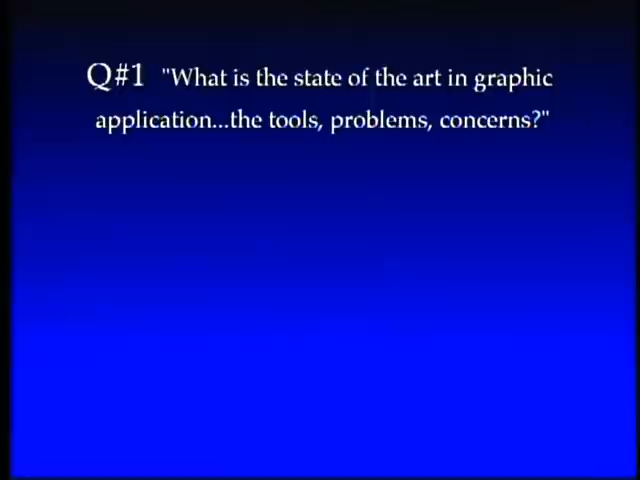 Q#1 "What is the state of the art in graphic
application...the tools, problems, concerns?"